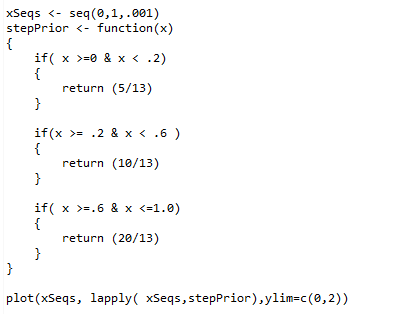 xSeqs <- seq(0,1,.001)
stepPrior <- function(x)
{
    if( x >=0 & x < .2)
    {
        return (5/13)
    }

    if(x >= .2 & x < .6 )
    {
        return (10/13)
    }

    if( x >=.6 & x <=1.0)
    {
        return (20/13)
    }
}

plot(xSeqs, lapply( xSeqs,stepPrior),ylim=c(0,2))